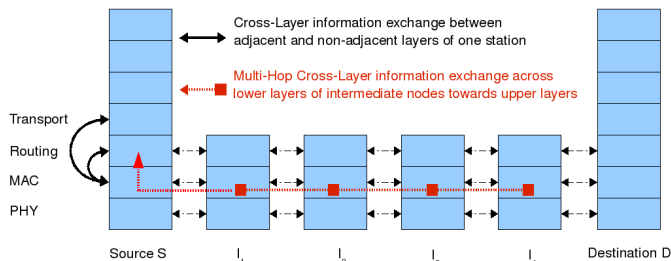 Cross-Layer information exchange between
adjacent and non-adjacent layers of one station
Multi-Hop Cross-Layer information exchange across
lower layers of intermediate nodes towards upper layers
Transport
Routing
MAC
PHY
Source S
I
I
I
I
Destination D